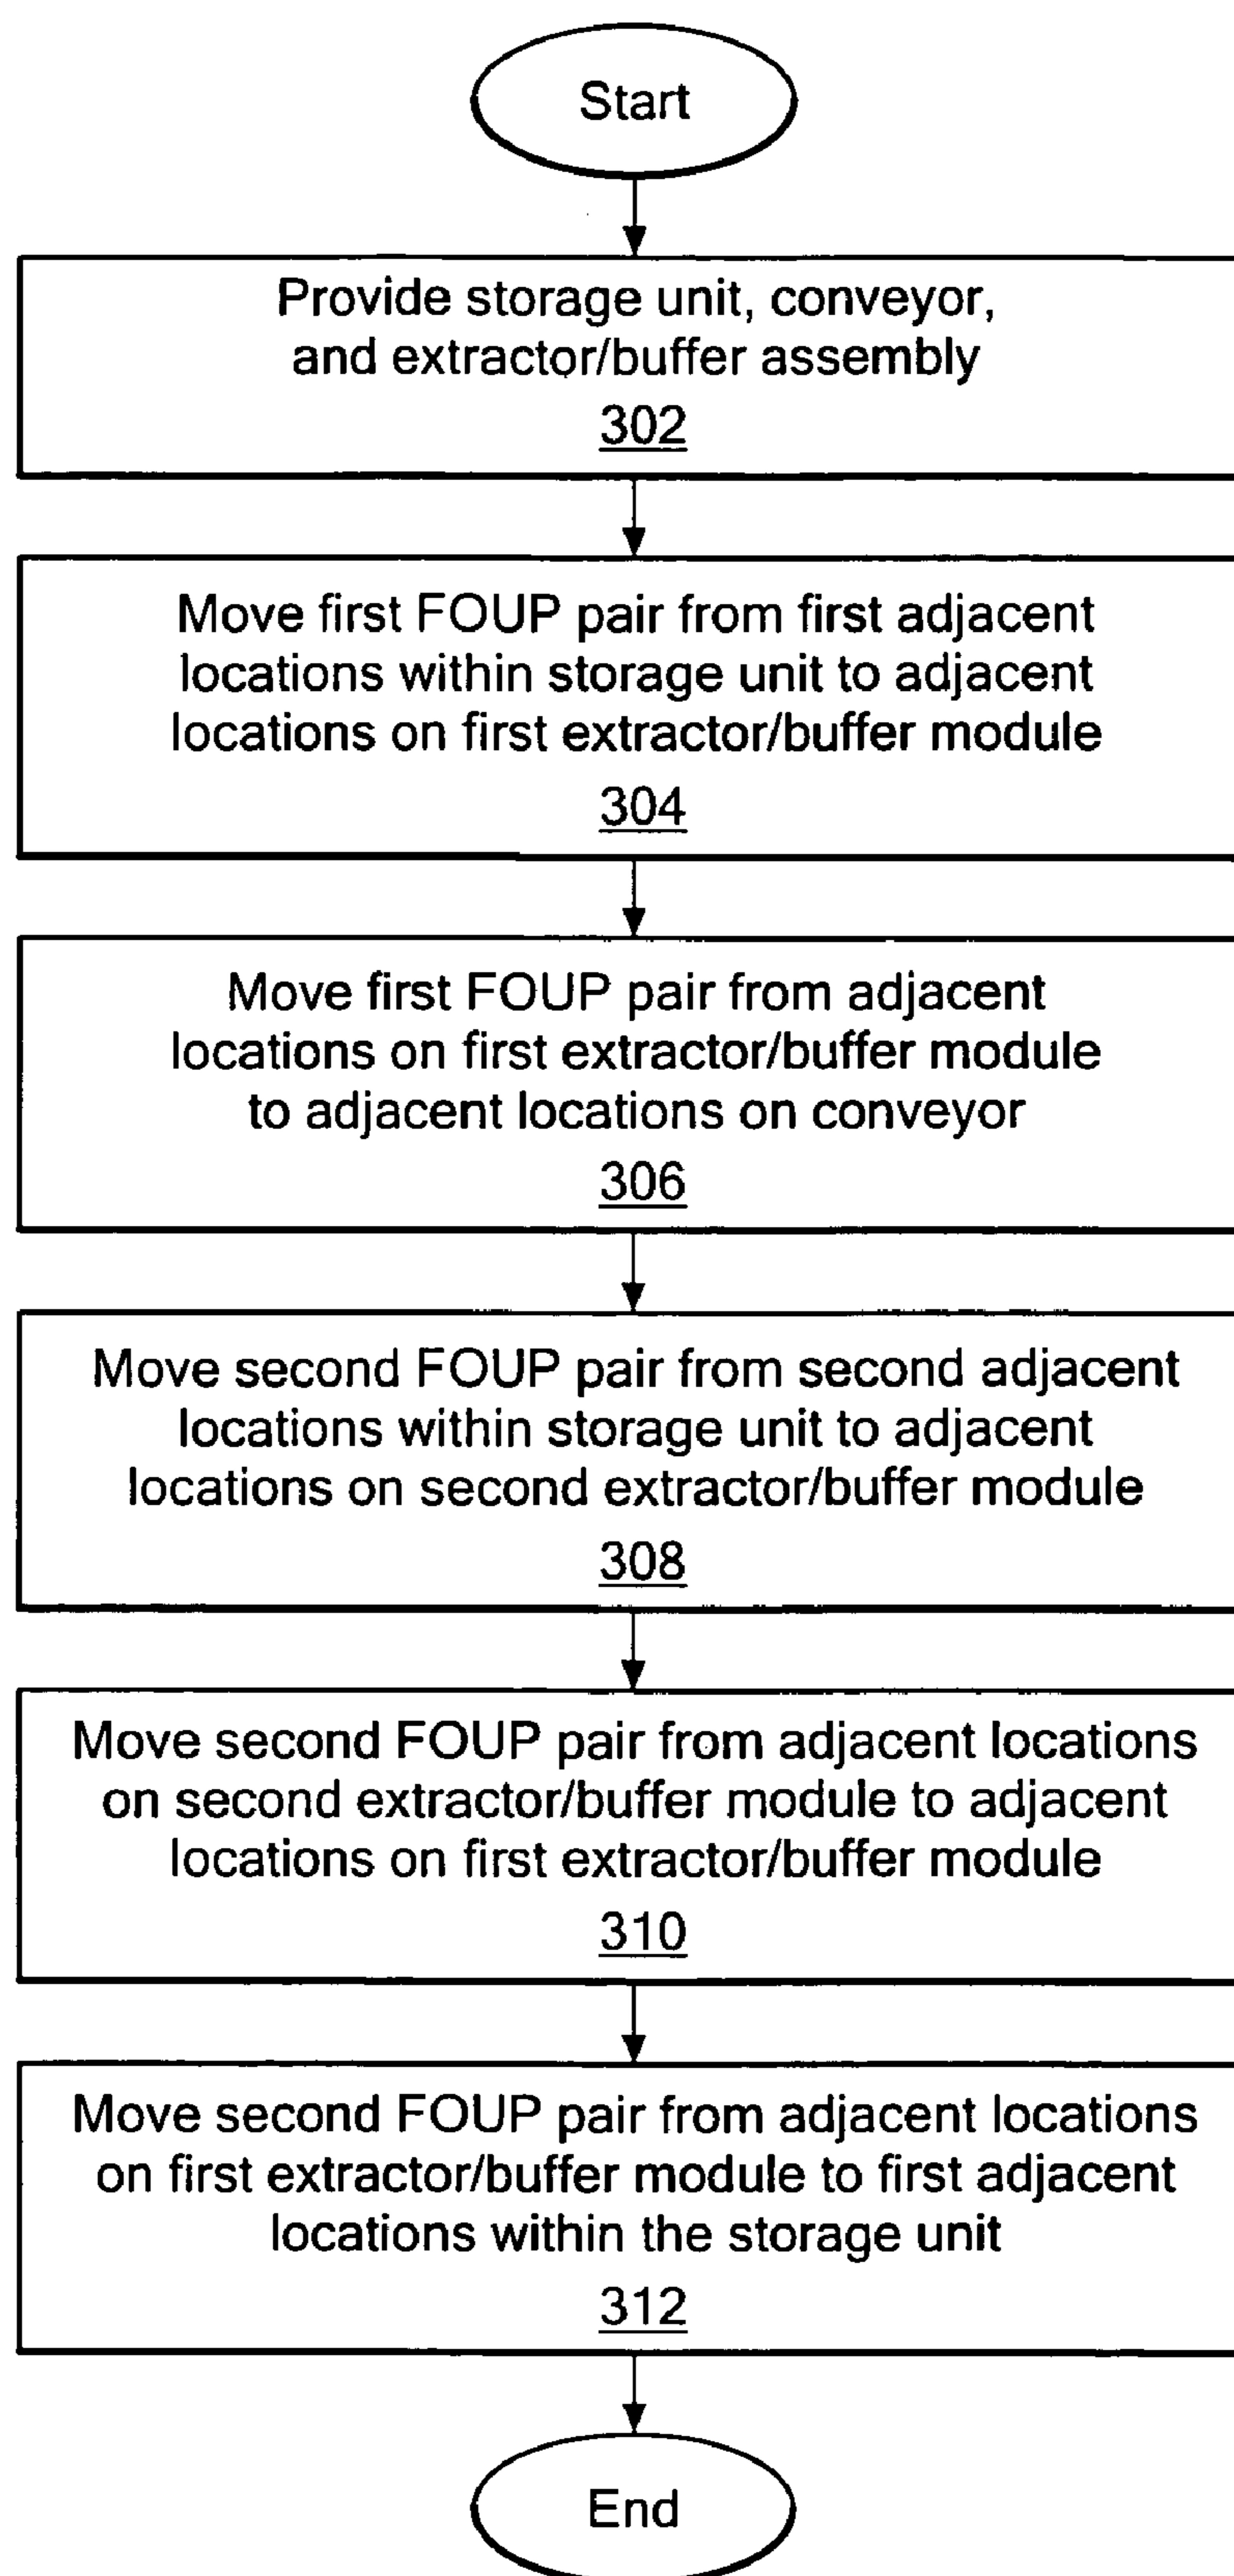 Start
Provide storage unit, conveyor,
and extractor/buffer assembly
302
Move first FOUP pair from first adjacent
locations within storage unit to adjacent
locations on first extractor/buffer module
304
Move first FOUP pair from adjacent
locations on first extractor/buffer module
to adjacent locations on conveyor
306
Move second FOUP pair from second adjacent
locations within storage unit to adjacent
locations on second extractor/buffer module
308
Move second FOUP pair from adjacent locations
on second extractor/buffer module to adjacent
locations on first extractor/buffer module
310
Move second FOUP pair from adjacent locations
on first extractor/buffer module to first adjacent
locations within the storage unit
312
End